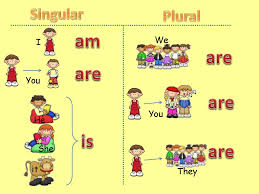 Singular
I am
You are
He
She
It
is
Plural
We
are
You
are
They
are